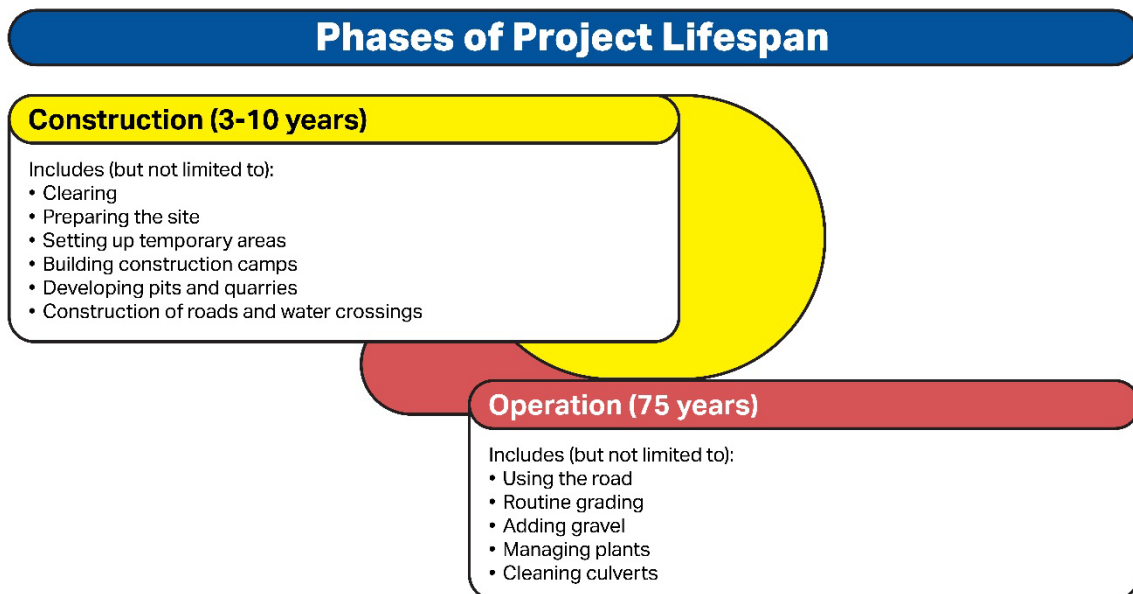 Phases of Project Lifespan
Construction (3-10 years)
Includes (but not limited to):
• Clearing
• Preparing the site
• Setting up temporary areas
• Building construction camps
• Developing pits and quarries
• Construction of roads and water crossings
Operation (75 years)
Includes (but not limited to):
• Using the road
• Routine grading
• Adding gravel
• Managing plants
• Cleaning culverts